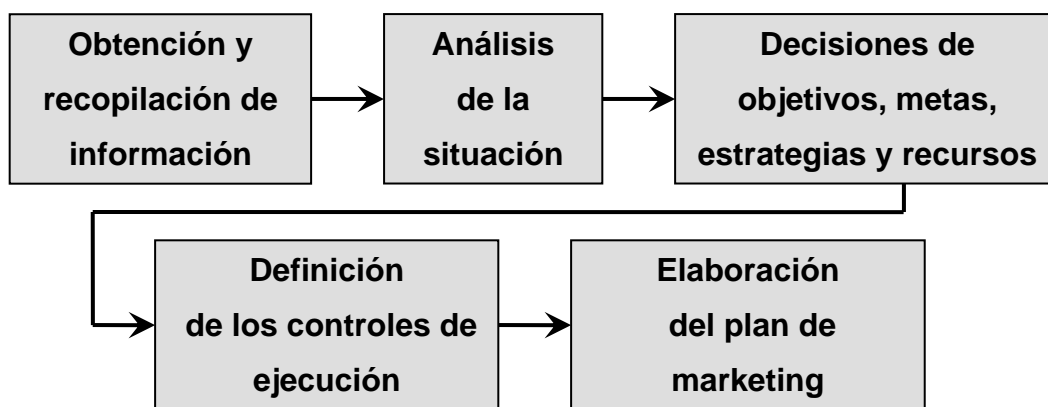 Obtención y
recopilación de
información
Análisis
de la
situación
Decisiones de
objetivos, metas,
estrategias y recursos
Definición
de los controles de
ejecución
Elaboración
del plan de
marketing